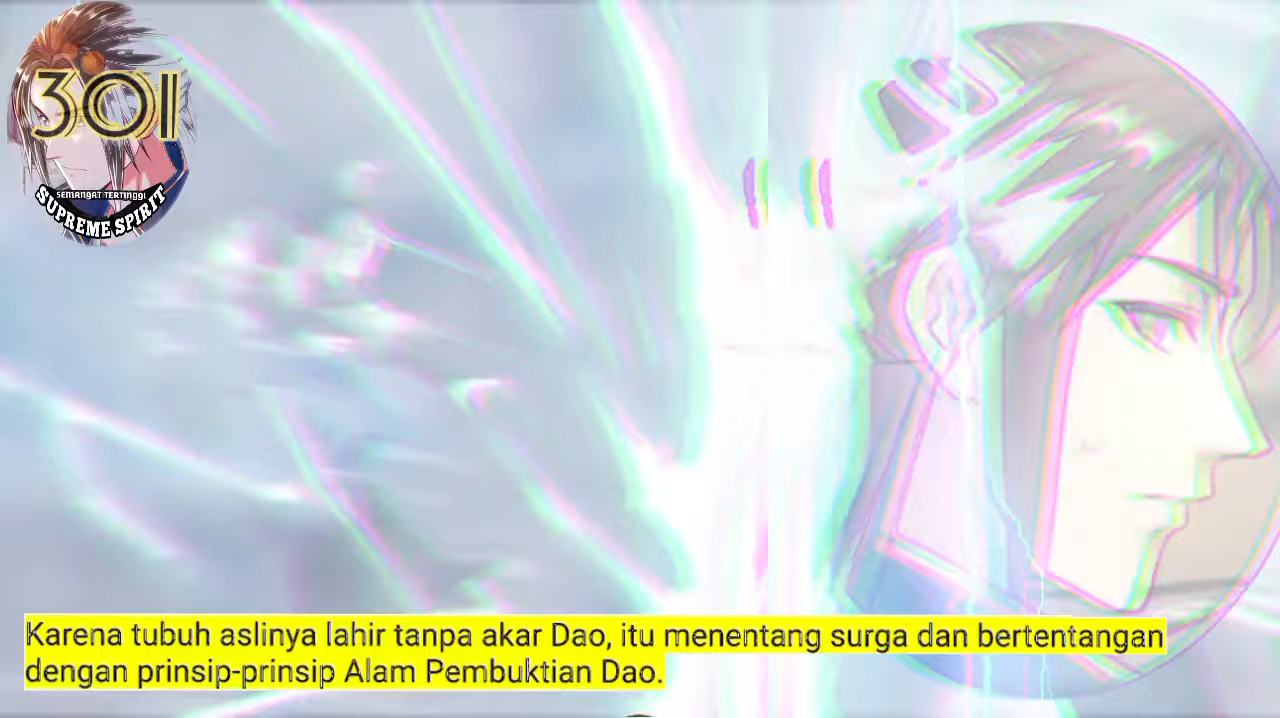 301
SEMANGAT TERTINGGI
SUPREME SPIRIT
Karena tubuh aslinya lahir tanpa akar Dao, itu menentang surga dan bertentangan
dengan prinsip-prinsip Alam Pembuktian Dao.